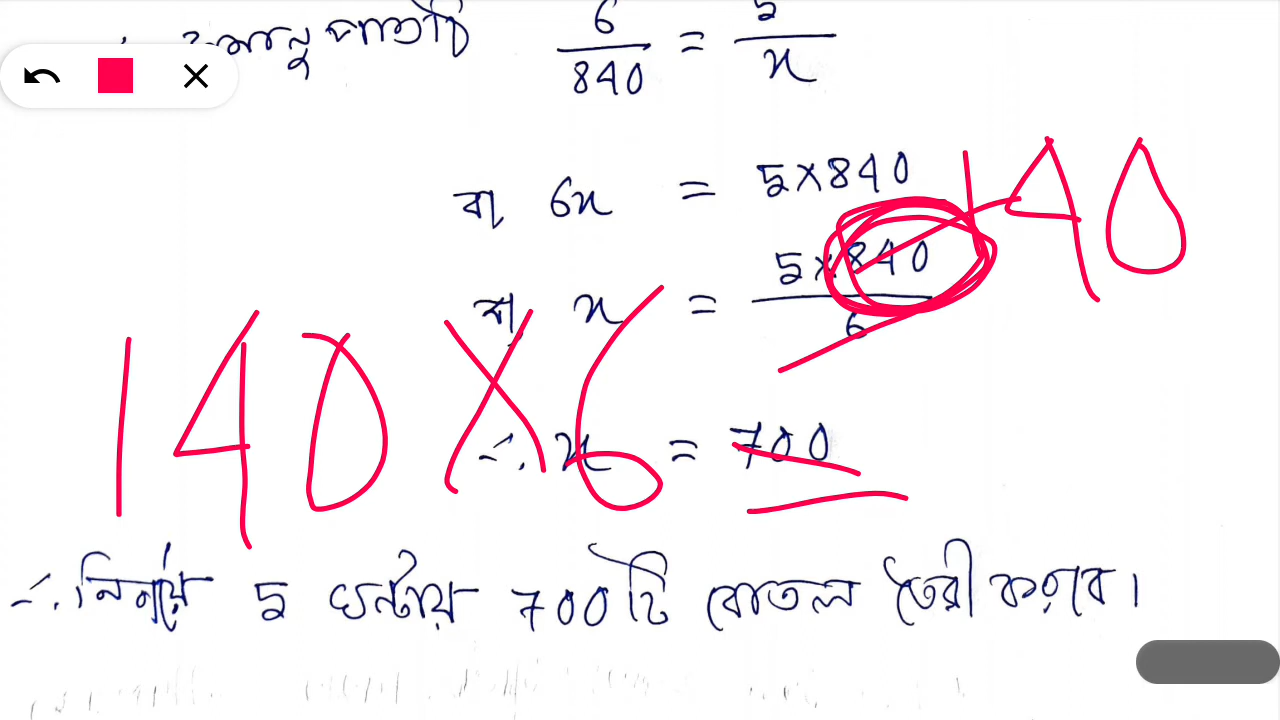 পাতটি 6/840 = 5/x
বা 6x = 5×840
140
বা x = 5×840/6
140 × 6
∴ x = 700
∴ নির্ণেয় 5 ঘন্টায় 700টি বোতল তৈরী করবে।